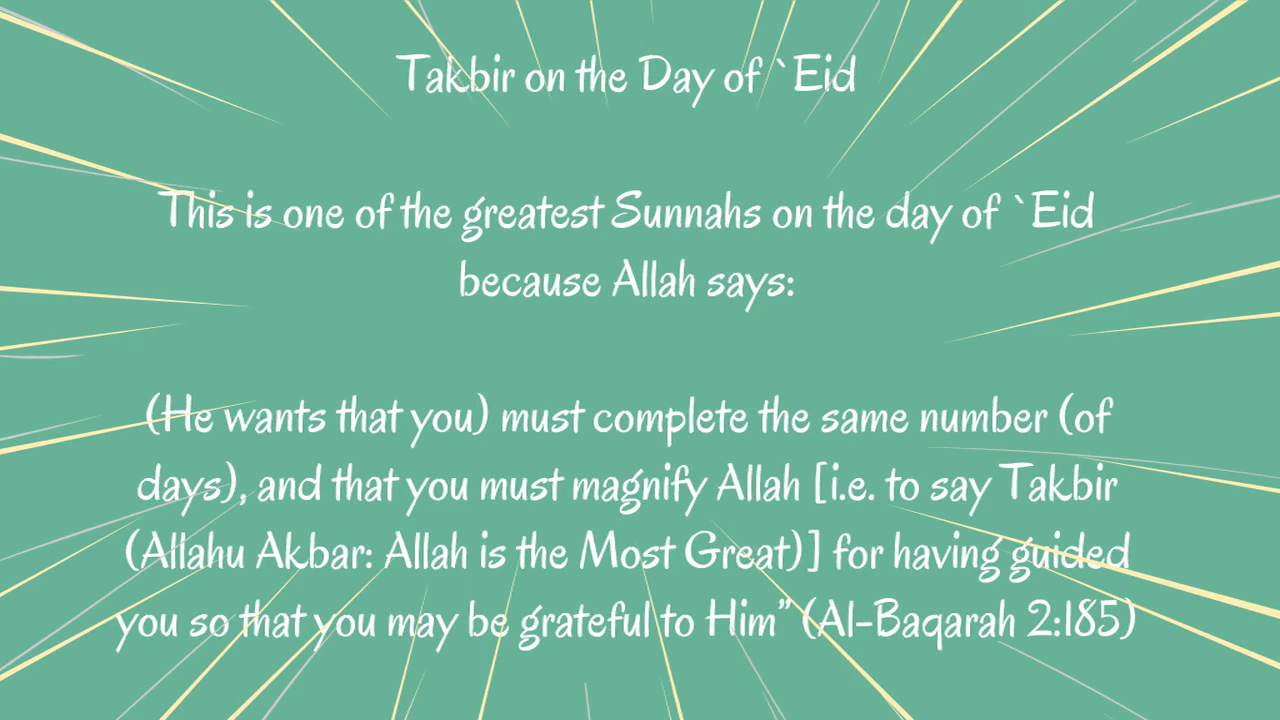 Takbir on the Day of `Eid
This is one of the greatest Sunnahs on the day of `Eid
because Allah says:
(He wants that you) must complete the same number (of
days), and that you must magnify Allah [i.e. to say Takbir
(Allahu Akbar: Allah is the Most Great)] for having guided
you so that you may be grateful to Him” (Al-Baqarah 2:185)